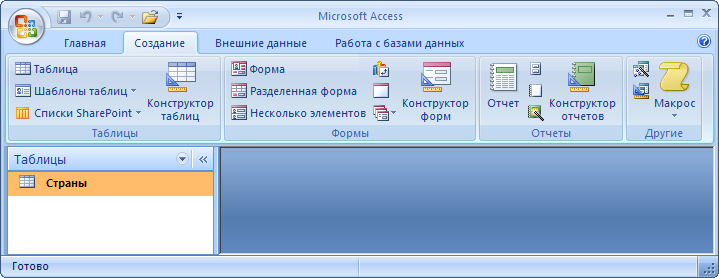 Microsoft Access
Главная Создание Внешние данные Работа с базами данных
Таблица
Шаблоны таблиц
Списки SharePoint
Конструктор таблиц
Таблицы
Форма
Разделенная форма
Несколько элементов
Конструктор форм
Формы
Отчет
Конструктор отчетов
Отчеты
Макрос
Другие
Таблицы
Страны
Готово